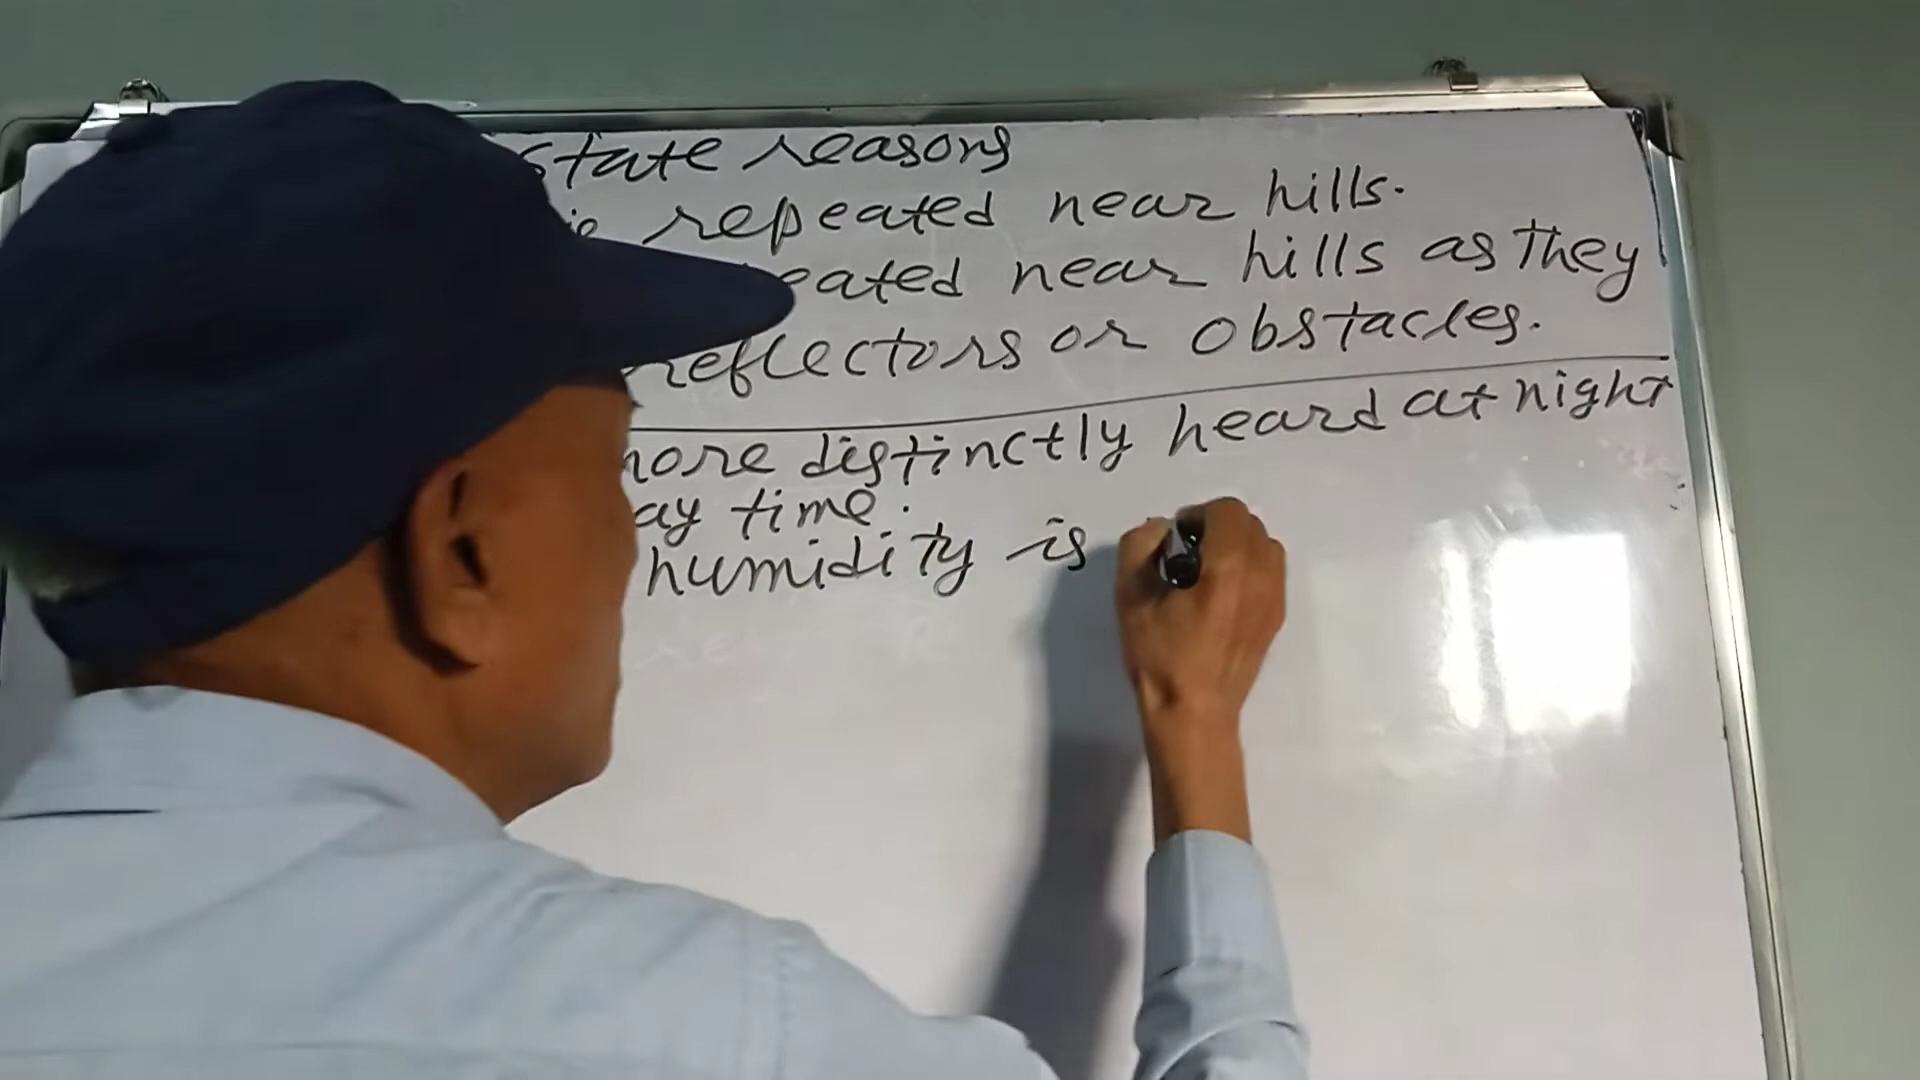 state reasons
is repeated near hills.
eated near hills as they
reflectors or obstacles.
more distinctly heard at night
ay time.
humidity is